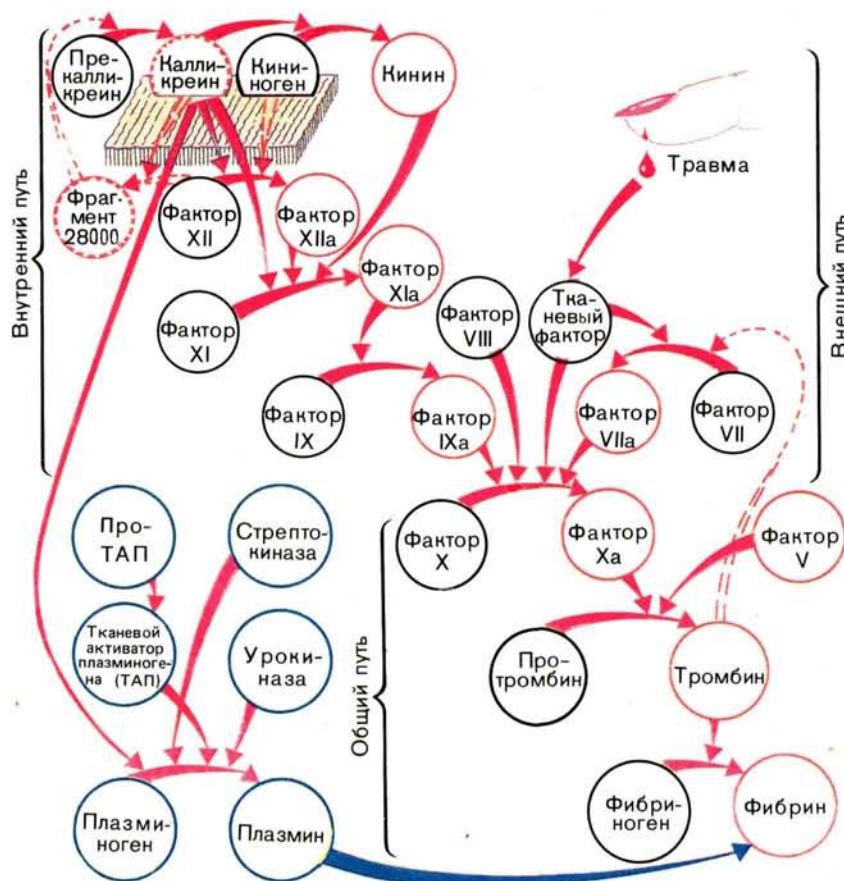 Пре-
калли-
креин
Калли-
креин
Кини-
ноген
Кинин
Травма
Внутренний путь
Внешний путь
Фраг-
мент
28000
Фактор
XII
Фактор
XIIa
Фактор
XI
Фактор
XIa
Фактор
VIII
Тка-
невый
фактор
Фактор
IX
Фактор
IXa
Фактор
VIIa
Фактор
VII
Про-
ТАП
Стрепто-
киназа
Фактор
X
Фактор
Xa
Фактор
V
Тканевой
активатор
плазминоге-
на (ТАП)
Уроки-
наза
Общий путь
Про-
тромбин
Тромбин
Плазми-
ноген
Плазмин
Фибри-
ноген
Фибрин